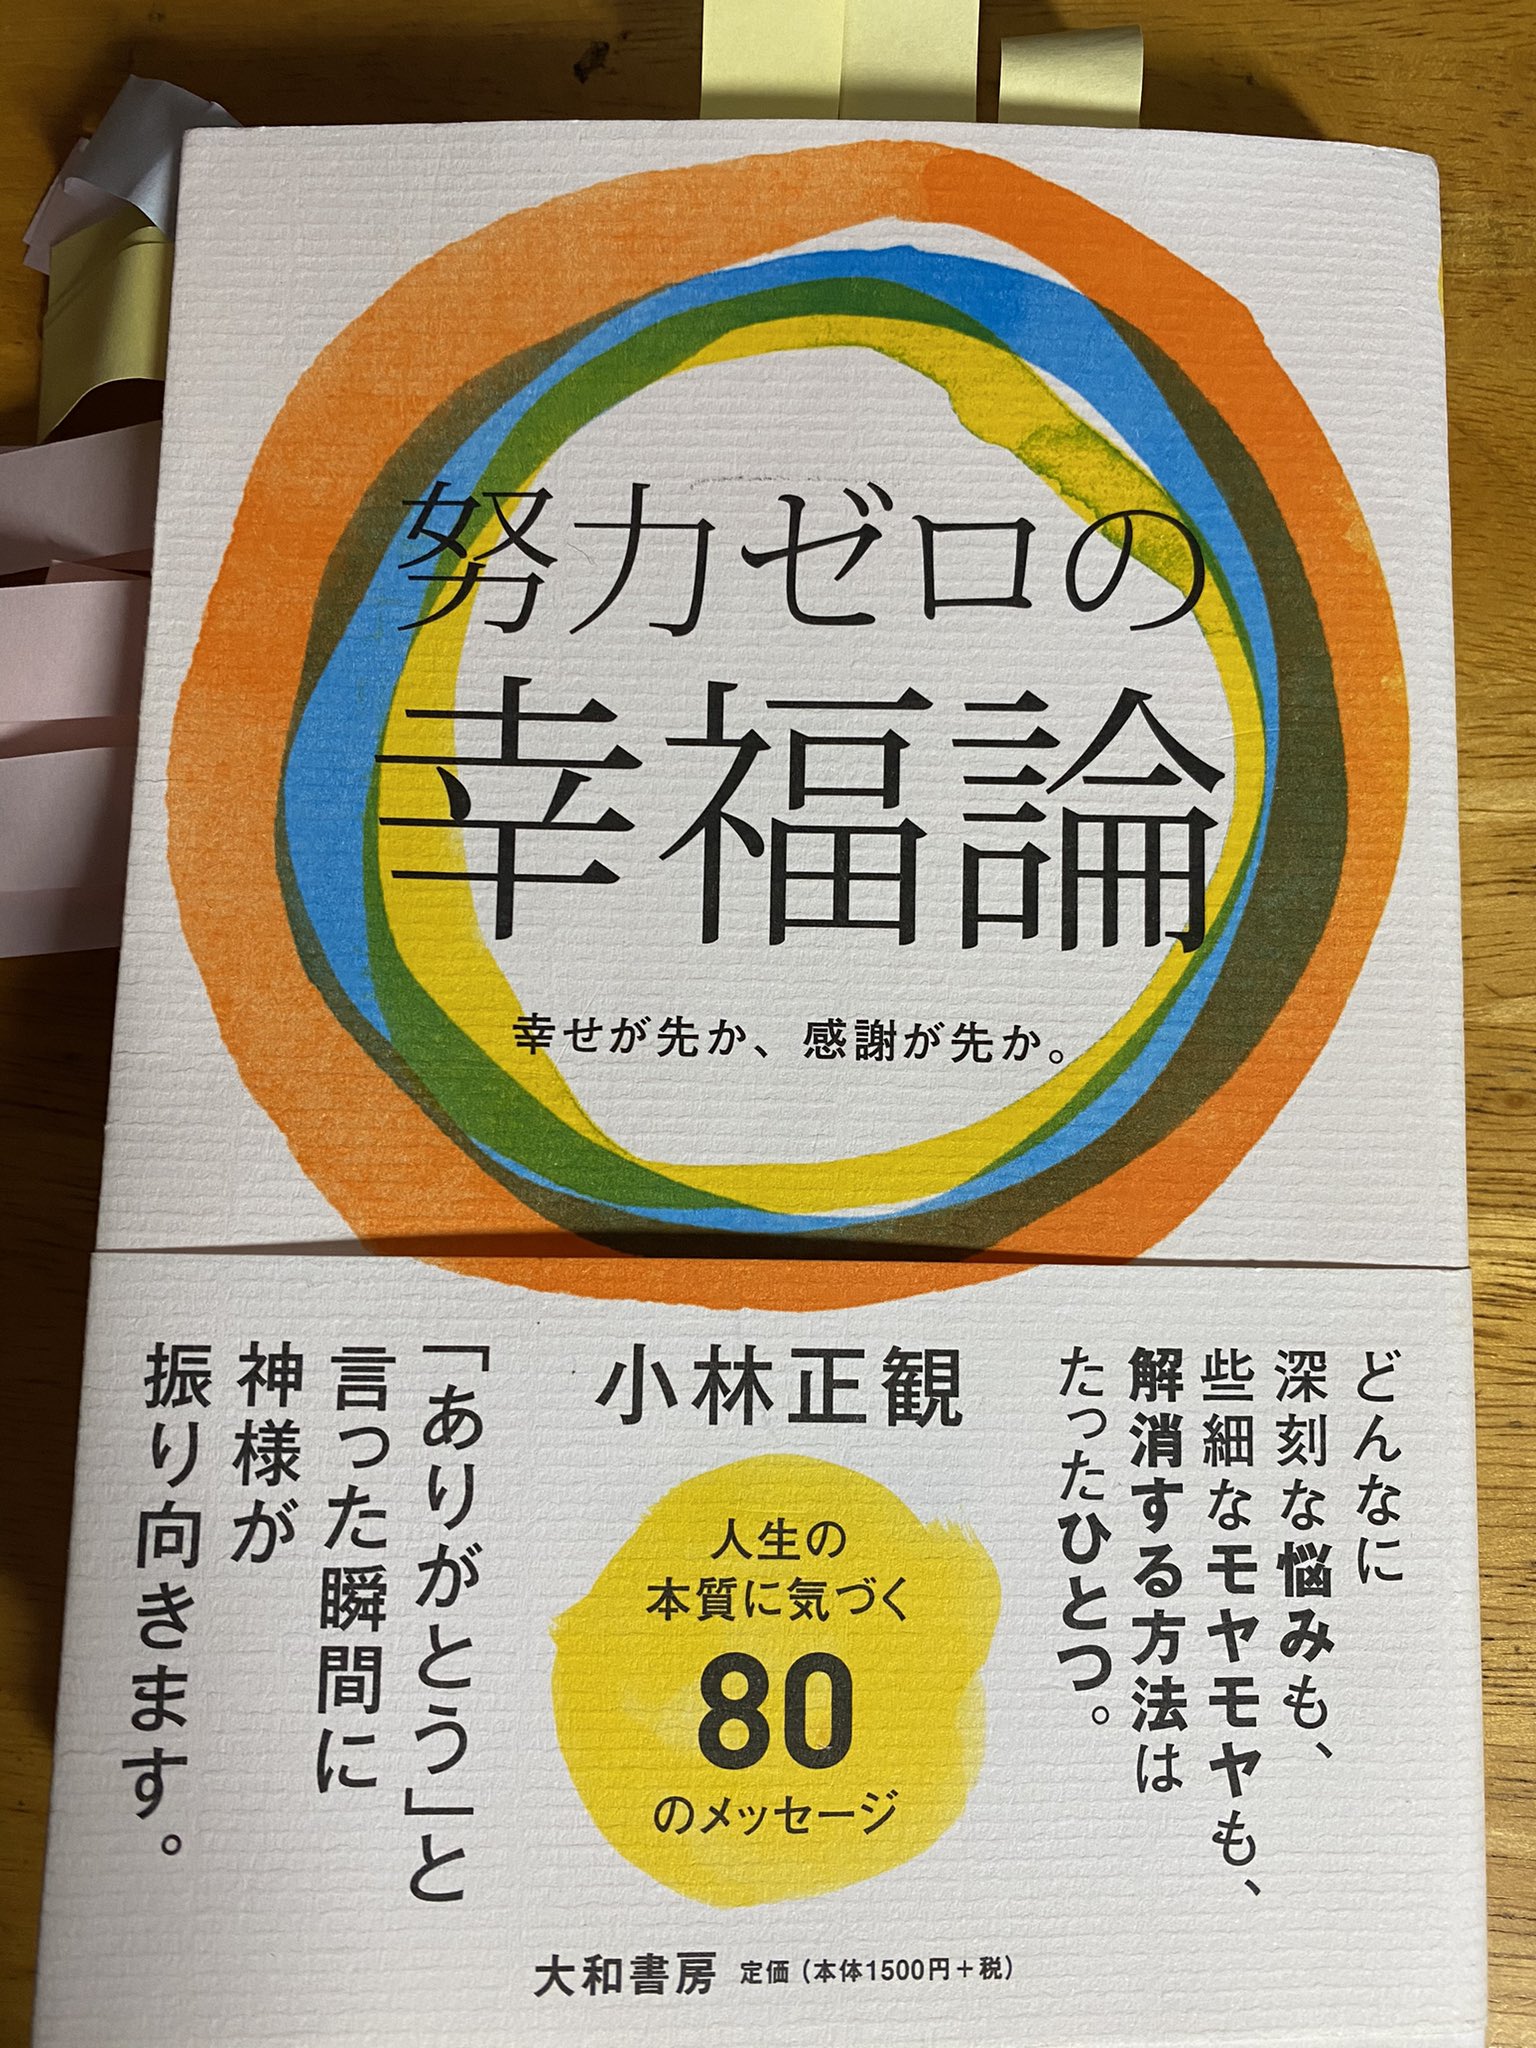 努力ゼロの
幸福論
幸せが先か、感謝が先か。
どんなに
深刻な悩みも、
些細なモヤモヤも、
解消する方法は
たったひとつ。
小林正観
人生の
本質に気づく
80
のメッセージ
「ありがとう」と
言った瞬間に
神様が
振り向きます。
大和書房 定価(本体1500円+税)